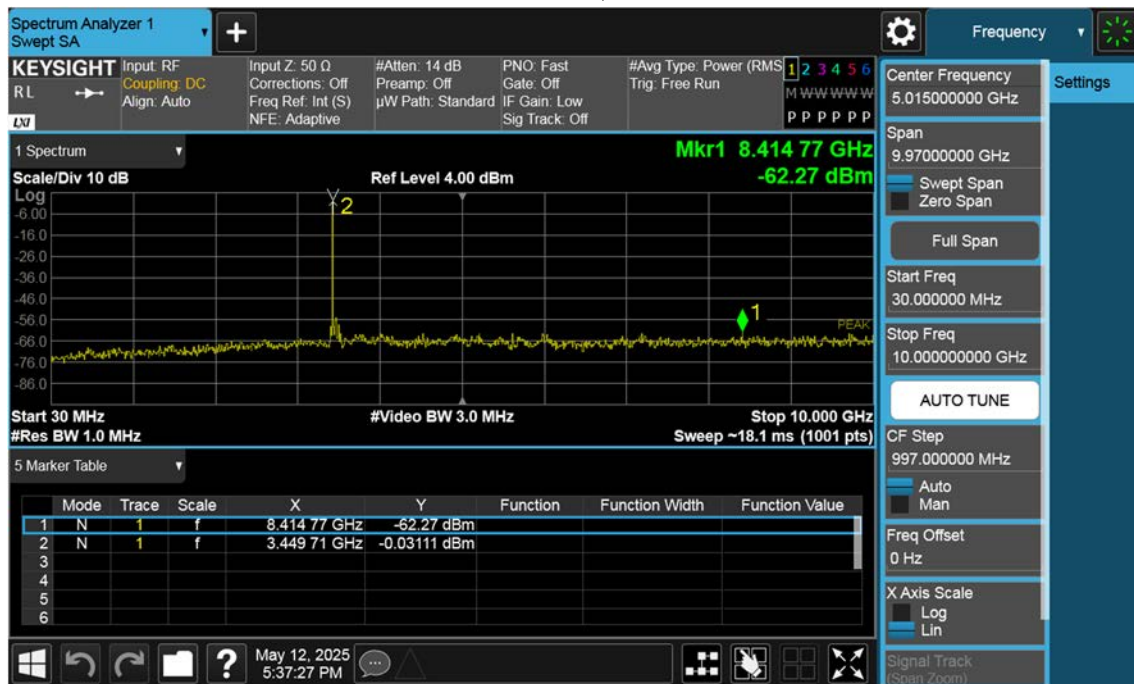 Spectrum Analyzer 1
Swept SA
Frequency
KEYSIGHT
RL
LXI
Input: RF
Coupling: DC
Align: Auto
Input Z: 50 Ω
Corrections: Off
Freq Ref: Int (S)
NFE: Adaptive
#Atten: 14 dB
Preamp: Off
µW Path: Standard
PNO: Fast
Gate: Off
IF Gain: Low
Sig Track: Off
#Avg Type: Power (RMS
Trig: Free Run
1 2 3 4 5 6
M W W W W W
P P P P P P
1 Spectrum
Scale/Div 10 dB
Ref Level 4.00 dBm
Mkr1 8.414 77 GHz
-62.27 dBm
Log
-6.00
-16.0
-26.0
-36.0
-46.0
-56.0
-66.0
-76.0
-86.0
2
1
PEAK
Start 30 MHz
#Video BW 3.0 MHz
Stop 10.000 GHz
#Res BW 1.0 MHz
Sweep ~18.1 ms (1001 pts)
5 Marker Table
Mode Trace Scale X Y Function Function Width Function Value
1 N 1 f 8.414 77 GHz -62.27 dBm
2 N 1 f 3.449 71 GHz -0.03111 dBm
3
4
5
6
May 12, 2025
5:37:27 PM
Center Frequency
5.015000000 GHz
Settings
Span
9.97000000 GHz
Swept Span
Zero Span
Full Span
Start Freq
30.000000 MHz
Stop Freq
10.000000000 GHz
AUTO TUNE
CF Step
997.000000 MHz
Auto
Man
Freq Offset
0 Hz
X Axis Scale
Log
Lin
Signal Track
(Span Zoom)